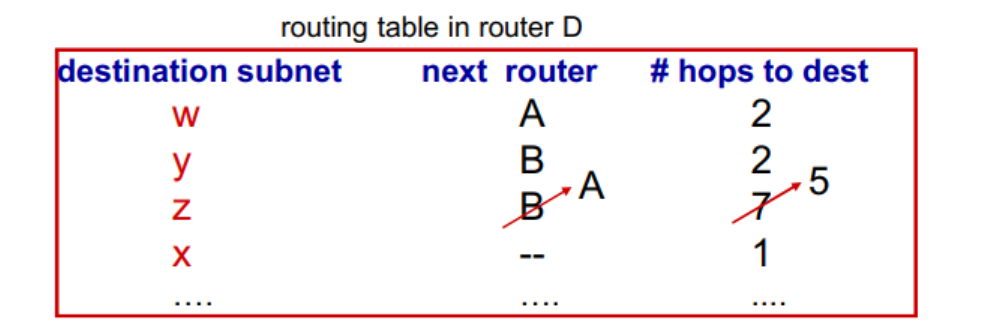 routing table in router D
destination subnet next router # hops to dest
w A 2
y B 2
z B A 7 5
x -- 1
.... .... ....